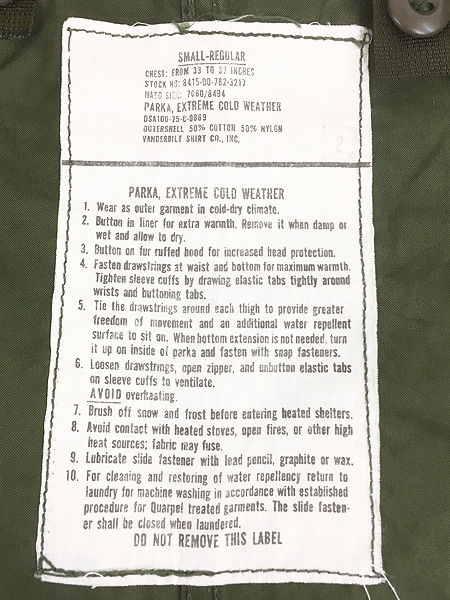 SMALL-REGULAR
CHEST: FROM 33 TO 37 INCHES
STOCK NO: 8415-00-782-3217
NATO SIZE: 7080/8494
PARKA, EXTREME COLD WEATHER
DSA100-75-C-0869
OUTERSHELL 50% COTTON 50% NYLON
VANDERBILT SHIRT CO., INC.
2
PARKA, EXTREME COLD WEATHER
1. Wear as outer garment in cold-dry climate.
2. Button in liner for extra warmth. Remove it when damp or
wet and allow to dry.
3. Button on fur ruffed hood for increased head protection.
4. Fasten drawstrings at waist and bottom for maximum warmth.
Tighten sleeve cuffs by drawing elastic tabs tightly around
wrists and buttoning tabs.
5. Tie the drawstrings around each thigh to provide greater
freedom of movement and an additional water repellent
surface to sit on. When bottom extension is not needed, turn
it up on inside of parka and fasten with snap fasteners.
6. Loosen drawstrings, open zipper, and unbutton elastic tabs
on sleeve cuffs to ventilate.
AVOID overheating.
7. Brush off snow and frost before entering heated shelters.
8. Avoid contact with heated stoves, open fires, or other high
heat sources; fabric may fuse.
9. Lubricate slide fastener with lead pencil, graphite or wax.
10. For cleaning and restoring of water repellency return to
laundry for machine washing in accordance with established
procedure for Quarpel treated garments. The slide fasten-
er shall be closed when laundered.
DO NOT REMOVE THIS LABEL